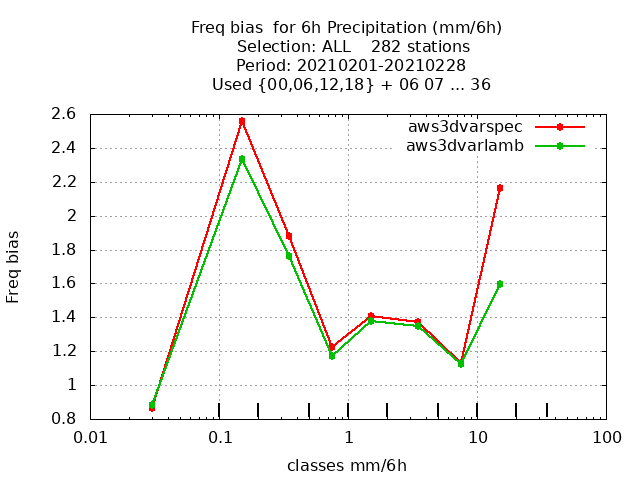 Freq bias  for 6h Precipitation (mm/6h)
Selection: ALL    282 stations
Period: 20210201-20210228
Used {00,06,12,18} + 06 07 ... 36
aws3dvarspec
aws3dvarlamb
2.6
2.4
2.2
2
1.8
1.6
1.4
1.2
1
0.8
Freq bias
0.01
0.1
1
10
100
classes mm/6h